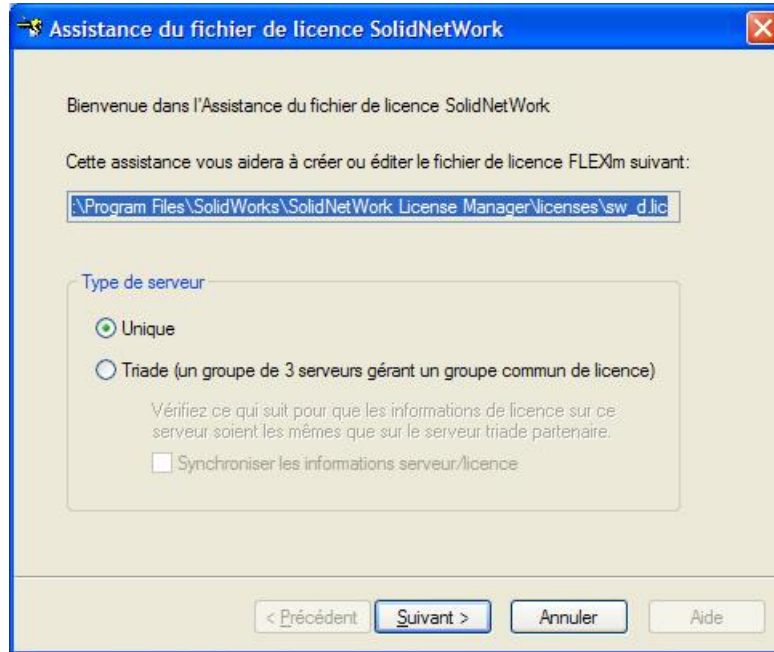 Assistance du fichier de licence SolidNetWork
Bienvenue dans l'Assistance du fichier de licence SolidNetWork
Cette assistance vous aidera à créer ou éditer le fichier de licence FLEXlm suivant:
:\Program Files\SolidWorks\SolidNetWork License Manager\licenses\sw_d.lic
Type de serveur
Unique
Triade (un groupe de 3 serveurs gérant un groupe commun de licence)
Vérifiez ce qui suit pour que les informations de licence sur ce
serveur soient les mêmes que sur le serveur triade partenaire.
Synchroniser les informations serveur/licence
< Précédent Suivant > Annuler Aide